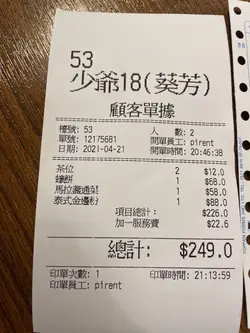 53
少爺18(葵芳)
顧客單據
檯號: 53 人 數: 2
單號: 12175681 開單員工: pirent
日期: 2021-04-21 開單時間: 20:46:38
茶位 2 $12.0
餅 1 $68.0
馬拉盞通菜 1 $58.0
泰式金邊粉 1 $88.0
項目總計: $226.0
加一服務費 $22.6
總計: $249.0
印單次數: 1 印單時間: 21:13:59
印單員工: pirent